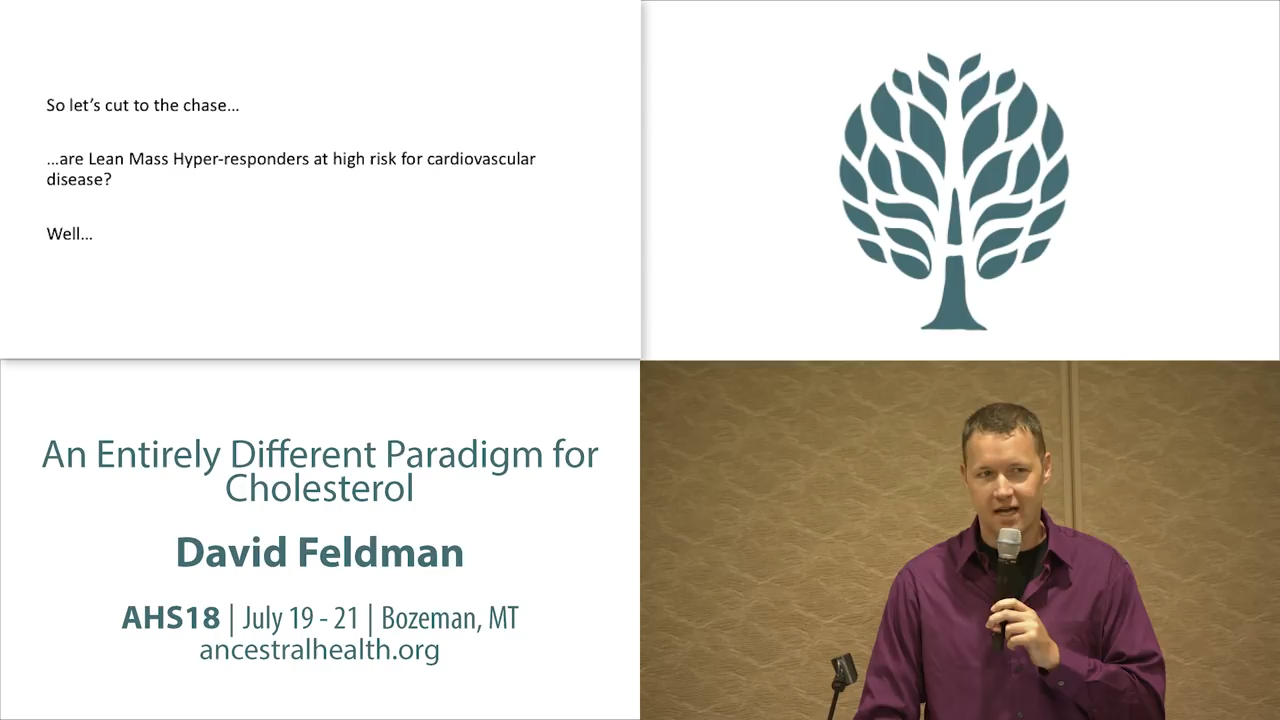 So let’s cut to the chase…
…are Lean Mass Hyper-responders at high risk for cardiovascular
disease?
Well…
An Entirely Different Paradigm for
Cholesterol
David Feldman
AHS18 | July 19 - 21 | Bozeman, MT
ancestralhealth.org